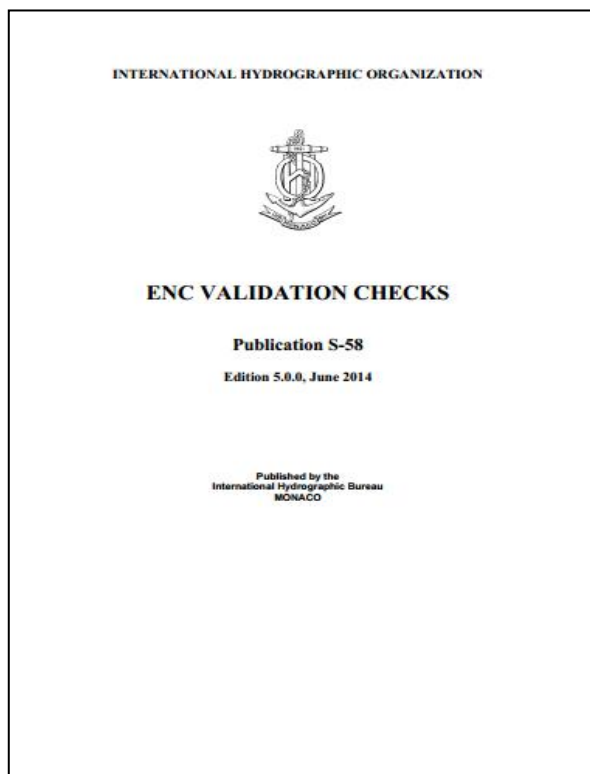 INTERNATIONAL HYDROGRAPHIC ORGANIZATION
ENC VALIDATION CHECKS
Publication S-58
Edition 5.0.0, June 2014
Published by the
International Hydrographic Bureau
MONACO